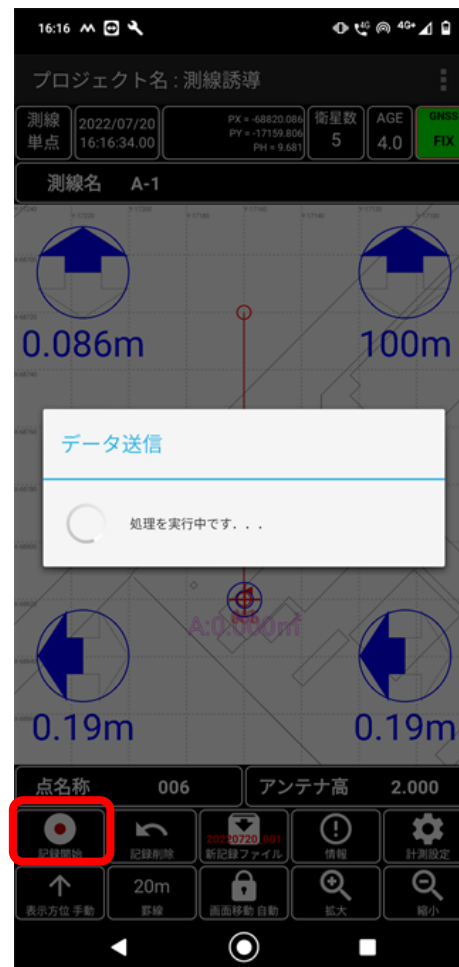 16:16
4G 4G+
プロジェクト名 : 測線誘導
測線
単点
2022/07/20
16:16:34.00
PX = -68820.086
PY = -17159.806
PH = 9.681
衛星数
5
AGE
4.0
GNSS
FIX
測線名 A-1
0.086m
100m
データ送信
処理を実行中です．．．
A:0.000m
0.19m
0.19m
点名称 006
アンテナ高 2.000
記録開始
記録削除
20220720_001
新記録ファイル
情報
計測設定
表示方位 手動
20m
罫線
画面移動 自動
拡大
縮小